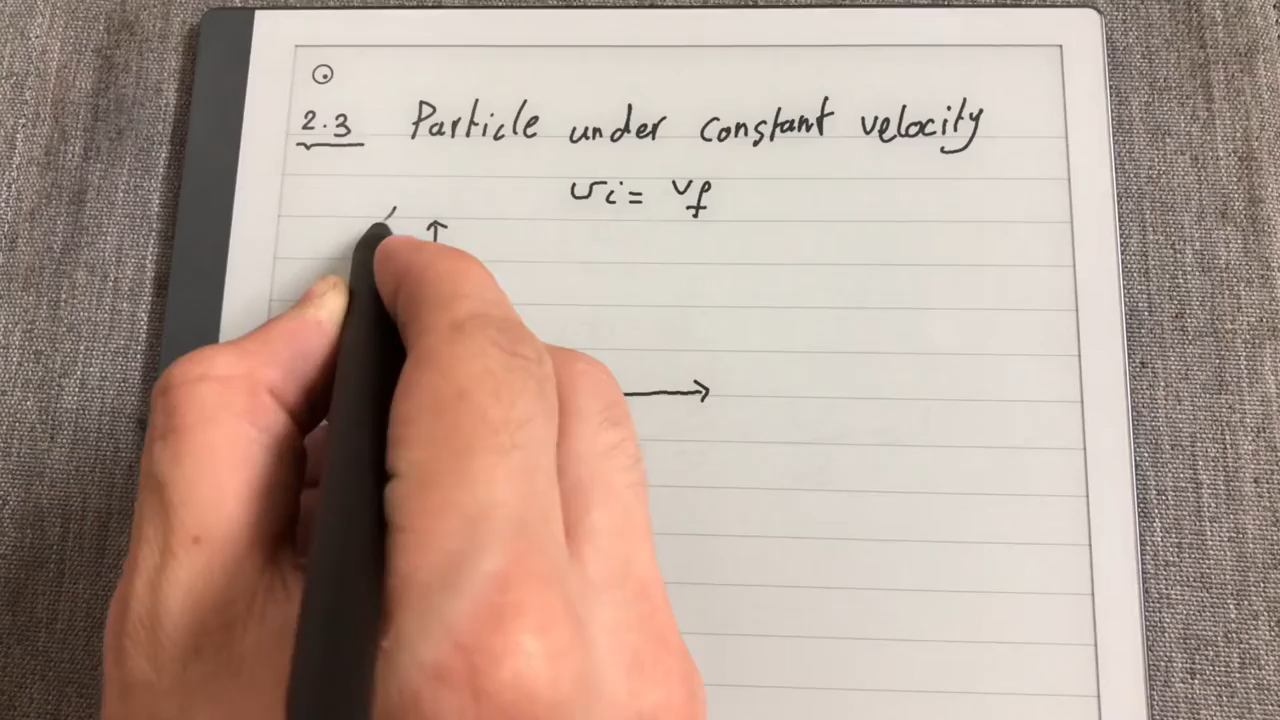 2.3 Particle under constant velocity
vi = vf